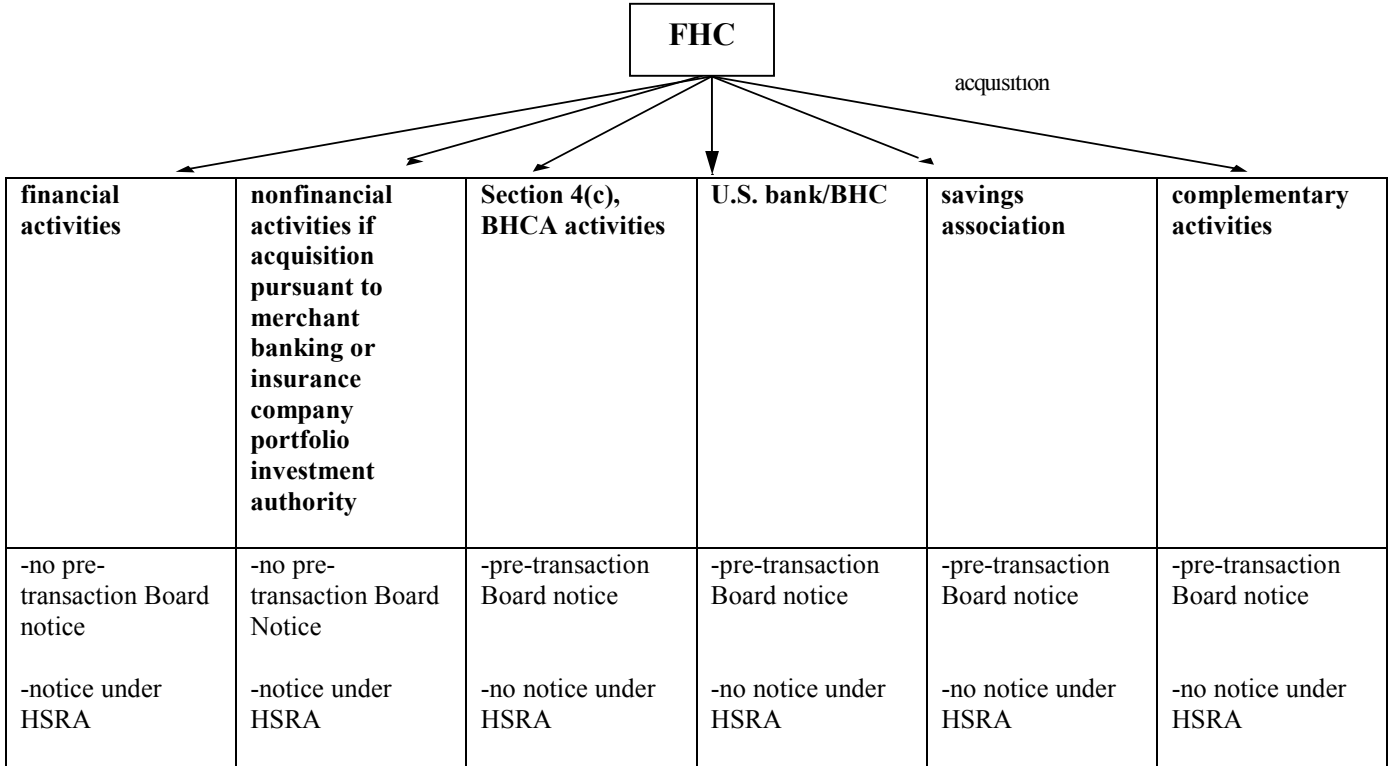 FHC
acquisition
financial
activities
nonfinancial
activities if
acquisition
pursuant to
merchant
banking or
insurance
company
portfolio
investment
authority
Section 4(c),
BHCA activities
U.S. bank/BHC
savings
association
complementary
activities
-no pre-
transaction Board
notice
-notice under
HSRA
-no pre-
transaction Board
Notice
-notice under
HSRA
-pre-transaction
Board notice
-no notice under
HSRA
-pre-transaction
Board notice
-no notice under
HSRA
-pre-transaction
Board notice
-no notice under
HSRA
-pre-transaction
Board notice
-no notice under
HSRA